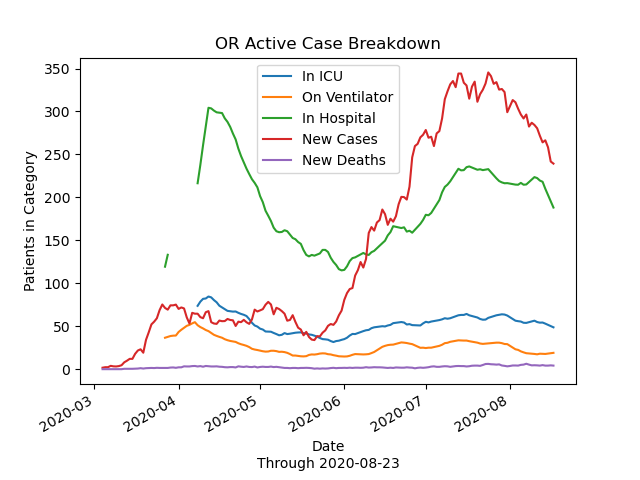 OR Active Case Breakdown
In ICU
On Ventilator
In Hospital
New Cases
New Deaths
Patients in Category
350
300
250
200
150
100
50
0
2020-03
2020-04
2020-05
2020-06
2020-07
2020-08
Date
Through 2020-08-23